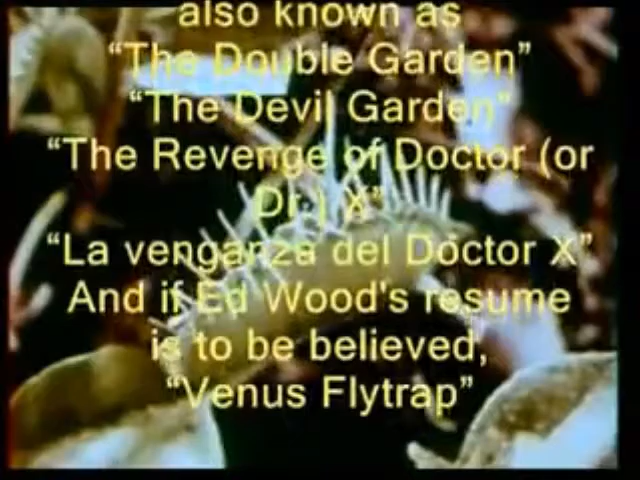 also known as
“The Double Garden”
“The Devil Garden”
“The Revenge of Doctor (or
Dr.) X”
“La venganza del Doctor X”
And if Ed Wood's resume
is to be believed,
“Venus Flytrap”